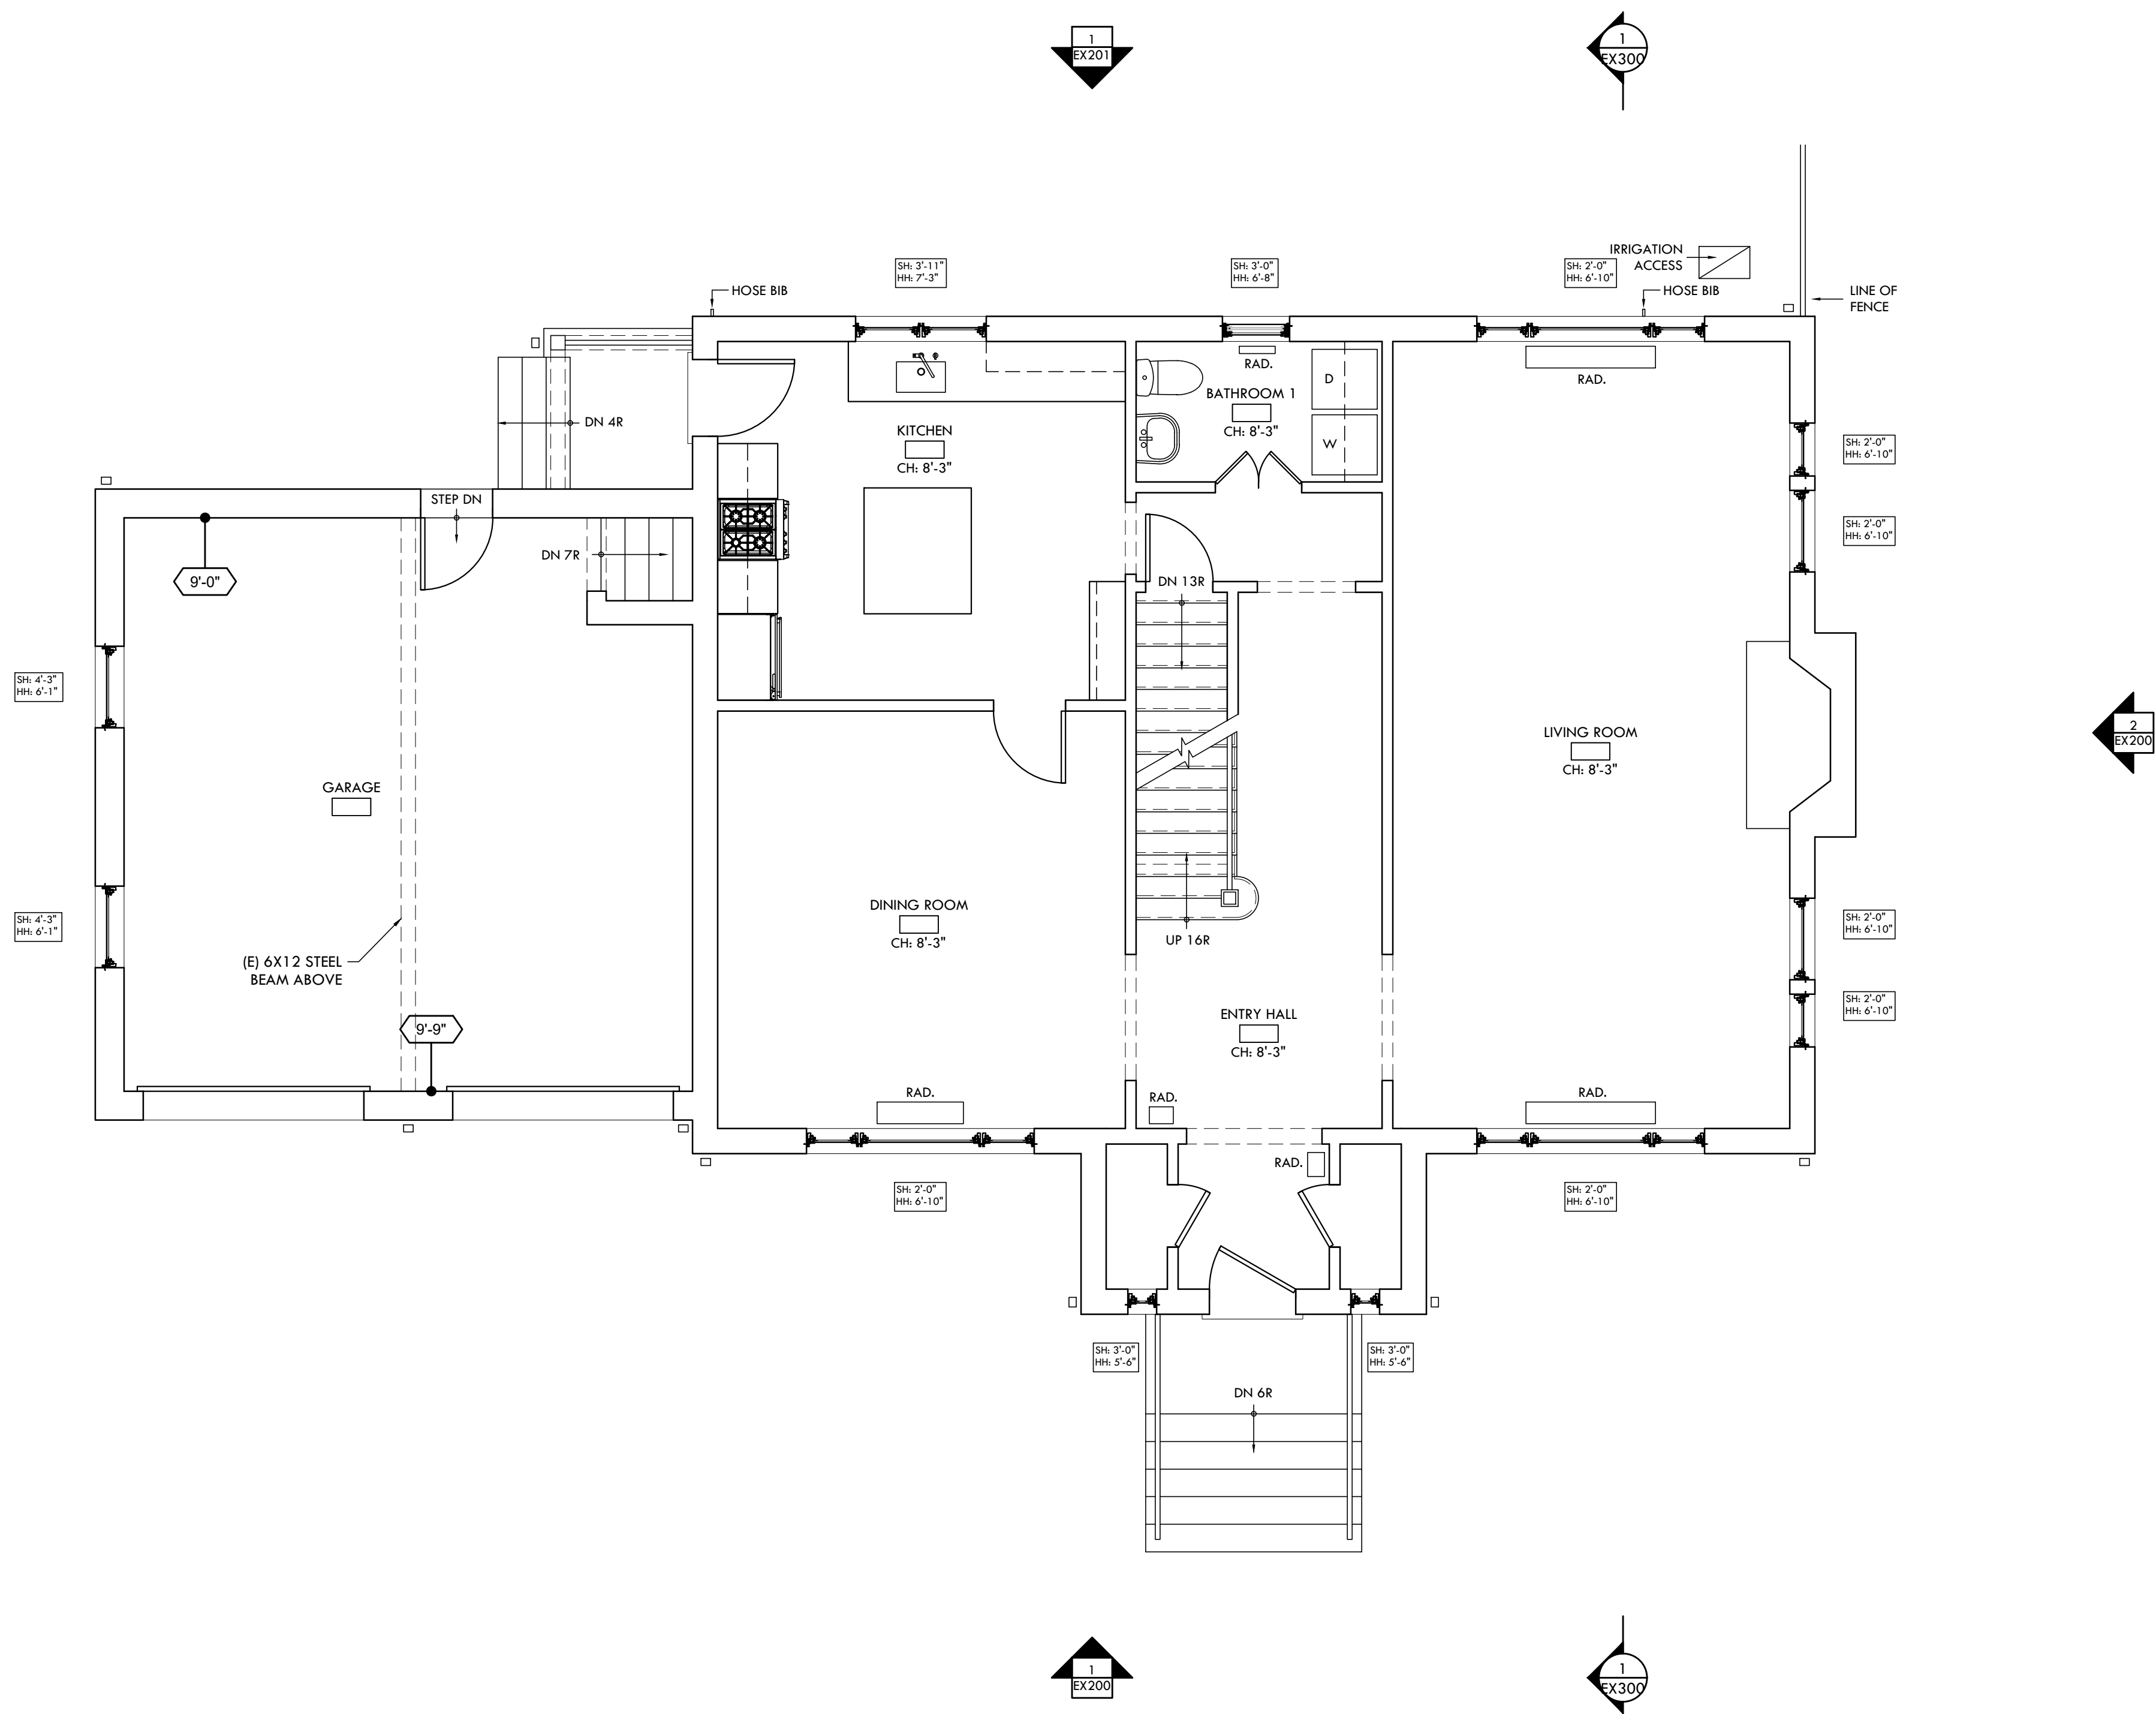 1
EX201
1
EX300
IRRIGATION
ACCESS
SH: 3'-11"
HH: 7'-3"
SH: 3'-0"
HH: 6'-8"
SH: 2'-0"
HH: 6'-10"
HOSE BIB
HOSE BIB
LINE OF
FENCE
RAD.
RAD.
D
BATHROOM 1
CH: 8'-3"
W
DN 4R
KITCHEN
CH: 8'-3"
SH: 2'-0"
HH: 6'-10"
STEP DN
SH: 2'-0"
HH: 6'-10"
DN 7R
9'-0"
DN 13R
SH: 4'-3"
HH: 6'-1"
LIVING ROOM
CH: 8'-3"
2
EX200
GARAGE
DINING ROOM
CH: 8'-3"
SH: 4'-3"
HH: 6'-1"
UP 16R
SH: 2'-0"
HH: 6'-10"
(E) 6X12 STEEL
BEAM ABOVE
SH: 2'-0"
HH: 6'-10"
9'-9"
ENTRY HALL
CH: 8'-3"
RAD.
RAD.
RAD.
RAD.
SH: 2'-0"
HH: 6'-10"
SH: 2'-0"
HH: 6'-10"
SH: 3'-0"
HH: 5'-6"
SH: 3'-0"
HH: 5'-6"
DN 6R
1
EX200
1
EX300